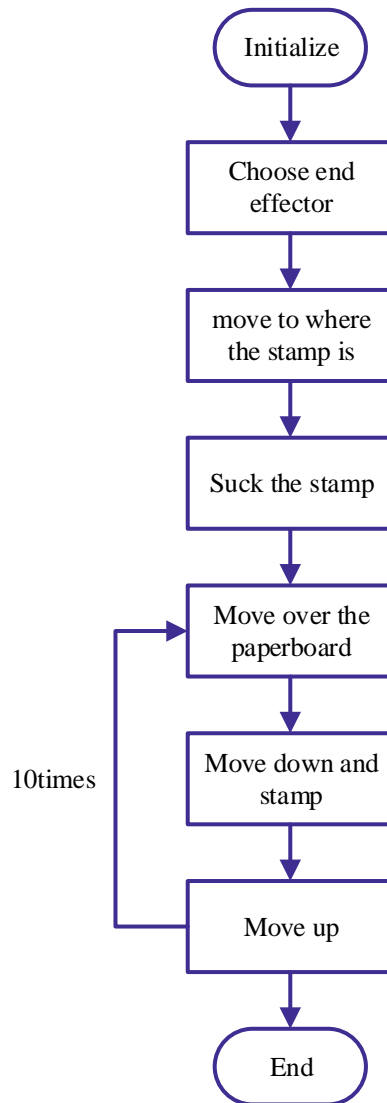 Initialize
Choose end
effector
move to where
the stamp is
Suck the stamp
Move over the
paperboard
10times
Move down and
stamp
Move up
End